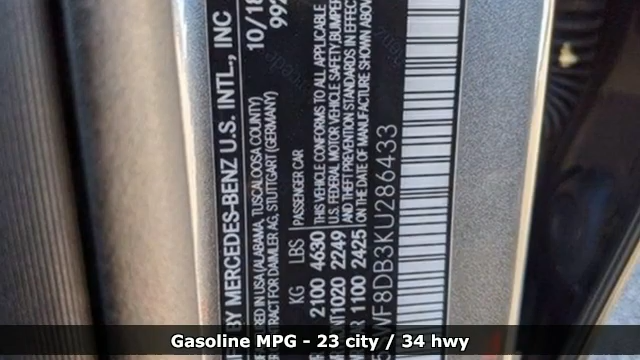 BY MERCEDES-BENZ U.S. INTL., INC
IN USA (ALABAMA, TUSCALOOSA COUNTY)
FOR DAIMLER AG, STUTTGART (GERMANY)
10/18
KG LBS PASSENGER CAR
2100 4630 THIS VEHICLE CONFORMS TO ALL APPLICABLE
1020 2249 U.S. FEDERAL MOTOR VEHICLE SAFETY, BUMPER
AND THEFT PREVENTION STANDARDS IN EFFECT
1100 2425 ON THE DATE OF MANUFACTURE SHOWN ABOVE
WF8DB3KU286433
Gasoline MPG - 23 city / 34 hwy